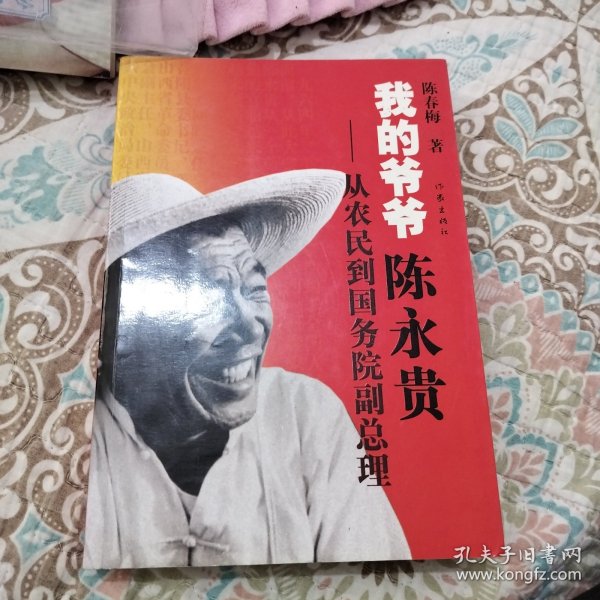 陈春梅 著
我的爷爷
陈永贵
——从农民到国务院副总理
作家出版社
孔夫子旧书网
www.kongfz.com